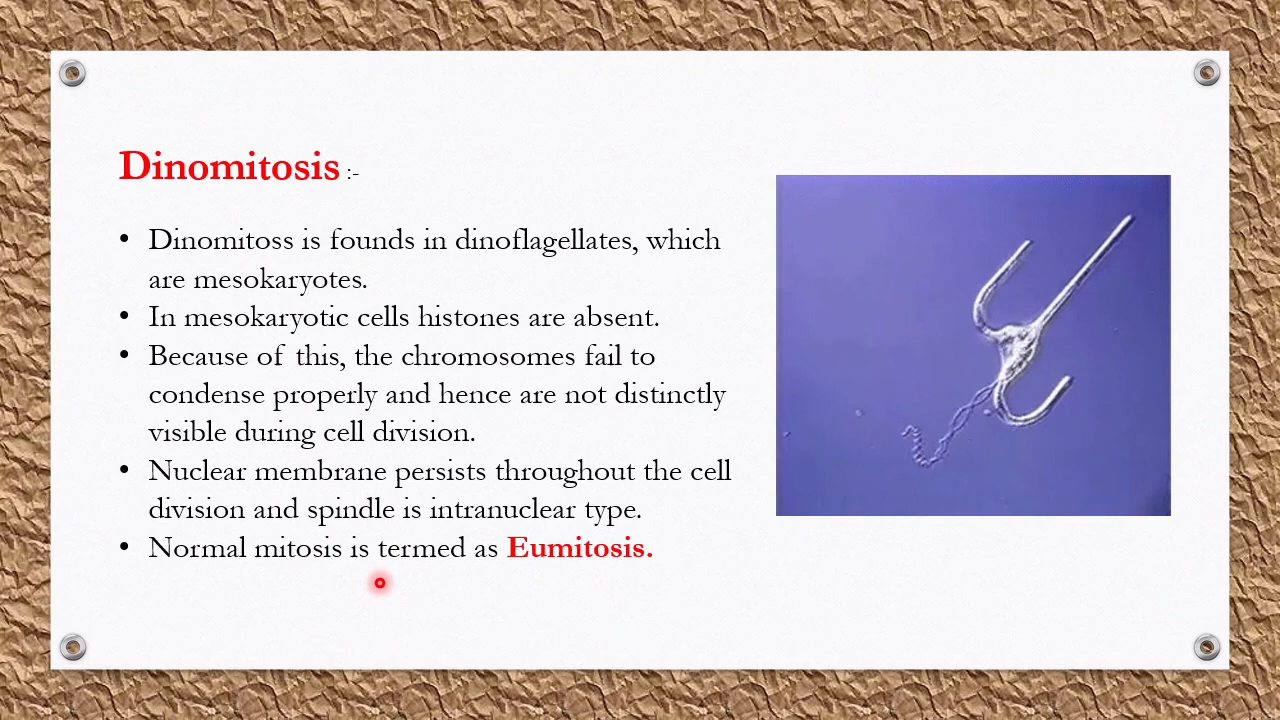 Dinomitosis :-
• Dinomitoss is founds in dinoflagellates, which
are mesokaryotes.
• In mesokaryotic cells histones are absent.
• Because of this, the chromosomes fail to
condense properly and hence are not distinctly
visible during cell division.
• Nuclear membrane persists throughout the cell
division and spindle is intranuclear type.
• Normal mitosis is termed as Eumitosis.